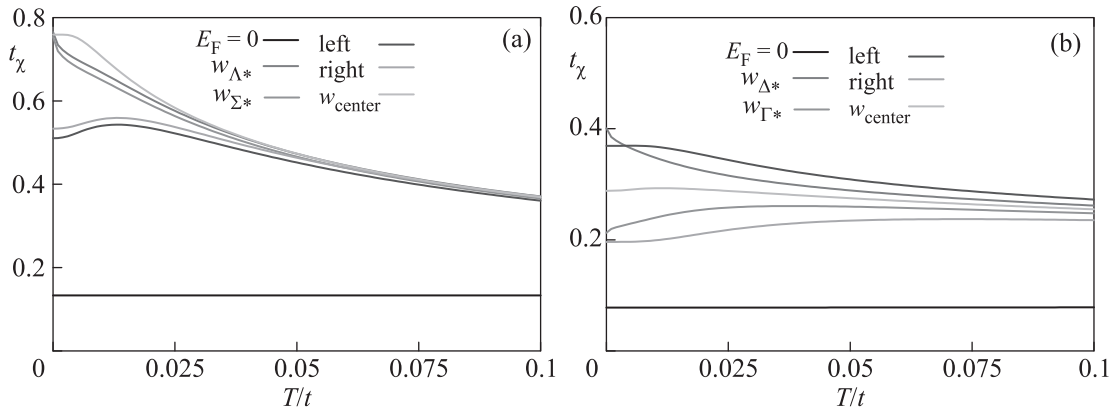 0.8
t_χ
0.6
0.4
0.2
0
0.025
0.05
0.075
0.1
T/t
E_F = 0
left
w_Λ*
right
w_Σ*
w_center
(a)
0.6
t_χ
0.4
0.2
0
0.025
0.05
0.075
0.1
T/t
E_F = 0
left
w_Δ*
right
w_Γ*
w_center
(b)